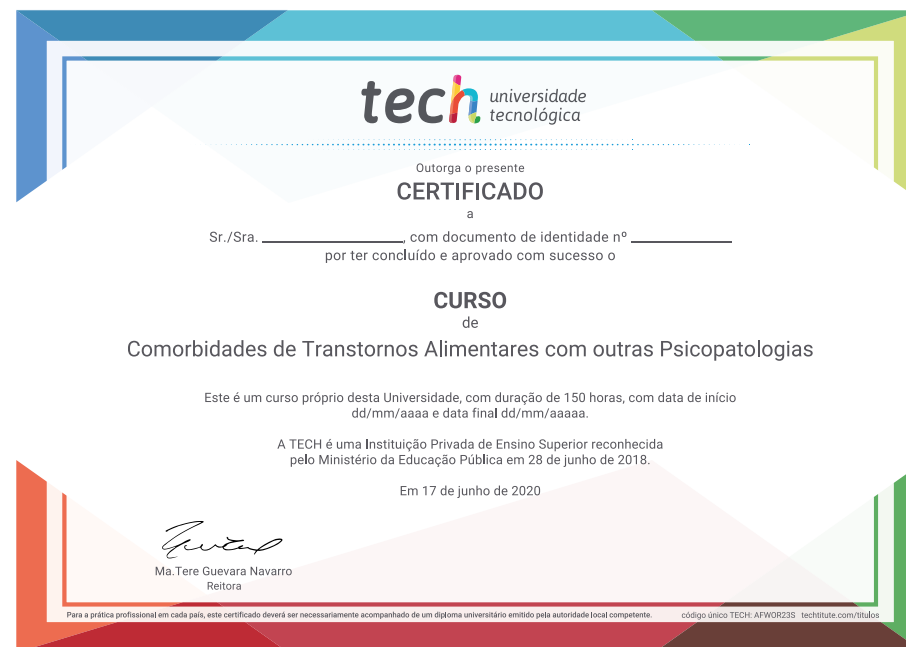 tech universidade
tecnológica
Outorga o presente
CERTIFICADO
a
Sr./Sra. ____________________, com documento de identidade nº ______________
por ter concluído e aprovado com sucesso o
CURSO
de
Comorbidades de Transtornos Alimentares com outras Psicopatologias
Este é um curso próprio desta Universidade, com duração de 150 horas, com data de início
dd/mm/aaaa e data final dd/mm/aaaaa.
A TECH é uma Instituição Privada de Ensino Superior reconhecida
pelo Ministério da Educação Pública em 28 de junho de 2018.
Em 17 de junho de 2020
Ma.Tere Guevara Navarro
Reitora
Para a prática profissional em cada país, este certificado deverá ser necessariamente acompanhado de um diploma universitário emitido pela autoridade local competente. código único TECH: AFWOR23S techtitute.com/titulos